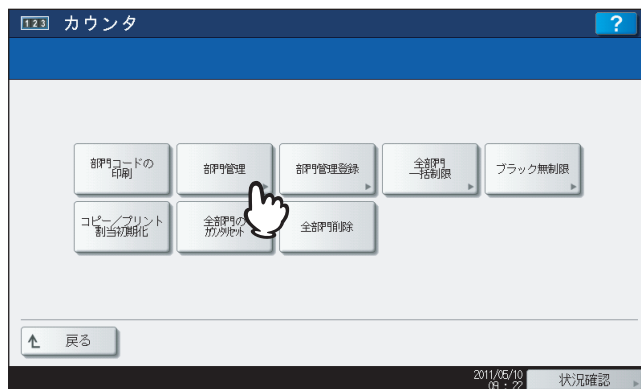 123 カウンタ
?
部門コードの
印刷
部門管理
部門管理登録
全部門
一括制限
ブラック無制限
コピー/プリント
割当初期化
全部門の
カウンタリセット
全部門削除
戻る
2011/05/10
09 : 22
状況確認